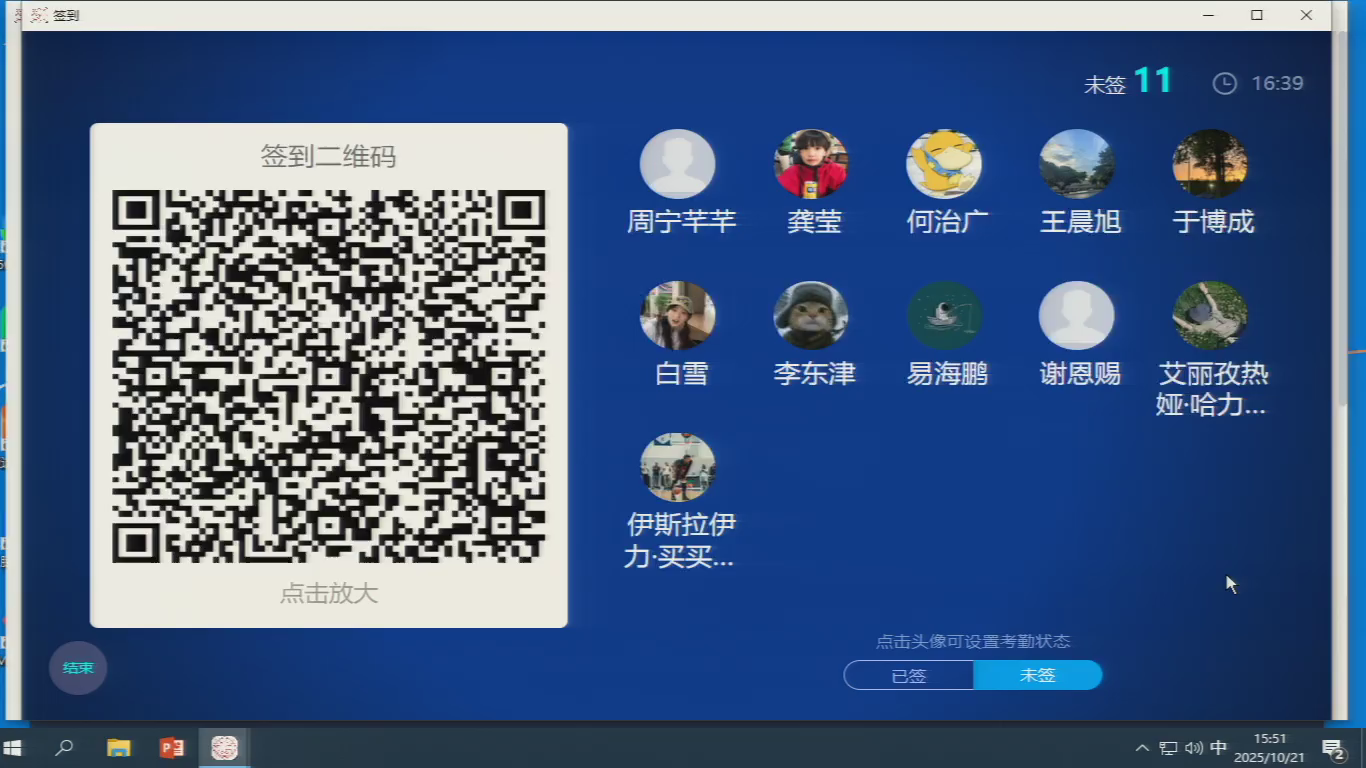 签到
未签 11 16:39
签到二维码
周宁芊芊 龚莹 何治广 王晨旭 于博成
白雪 李东津 易海鹏 谢恩赐 艾丽孜热
娅·哈力...
伊斯拉伊
力·买买...
点击放大
点击头像可设置考勤状态
结束
已签 未签
中
15:51
2025/10/21
2